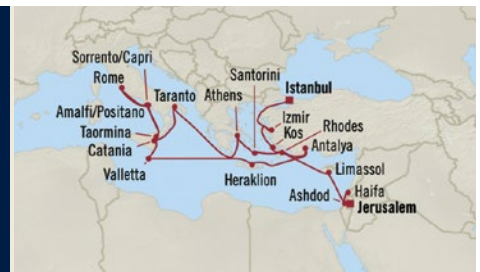 Sorrento/Capri
Rome
Santorini
Taranto
Athens
Istanbul
Amalfi/Positano
Izmir
Kos
Rhodes
Taormina
Catania
Antalya
Valletta
Heraklion
Limassol
Ashdod
Haifa
Jerusalem